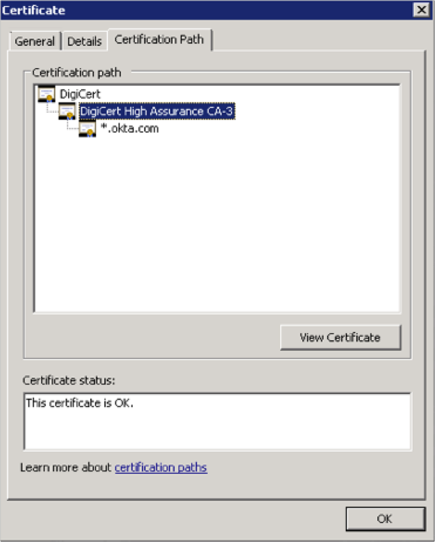 Certificate
General Details Certification Path
Certification path
DigiCert
DigiCert High Assurance CA-3
*.okta.com
View Certificate
Certificate status:
This certificate is OK.
Learn more about certification paths
OK